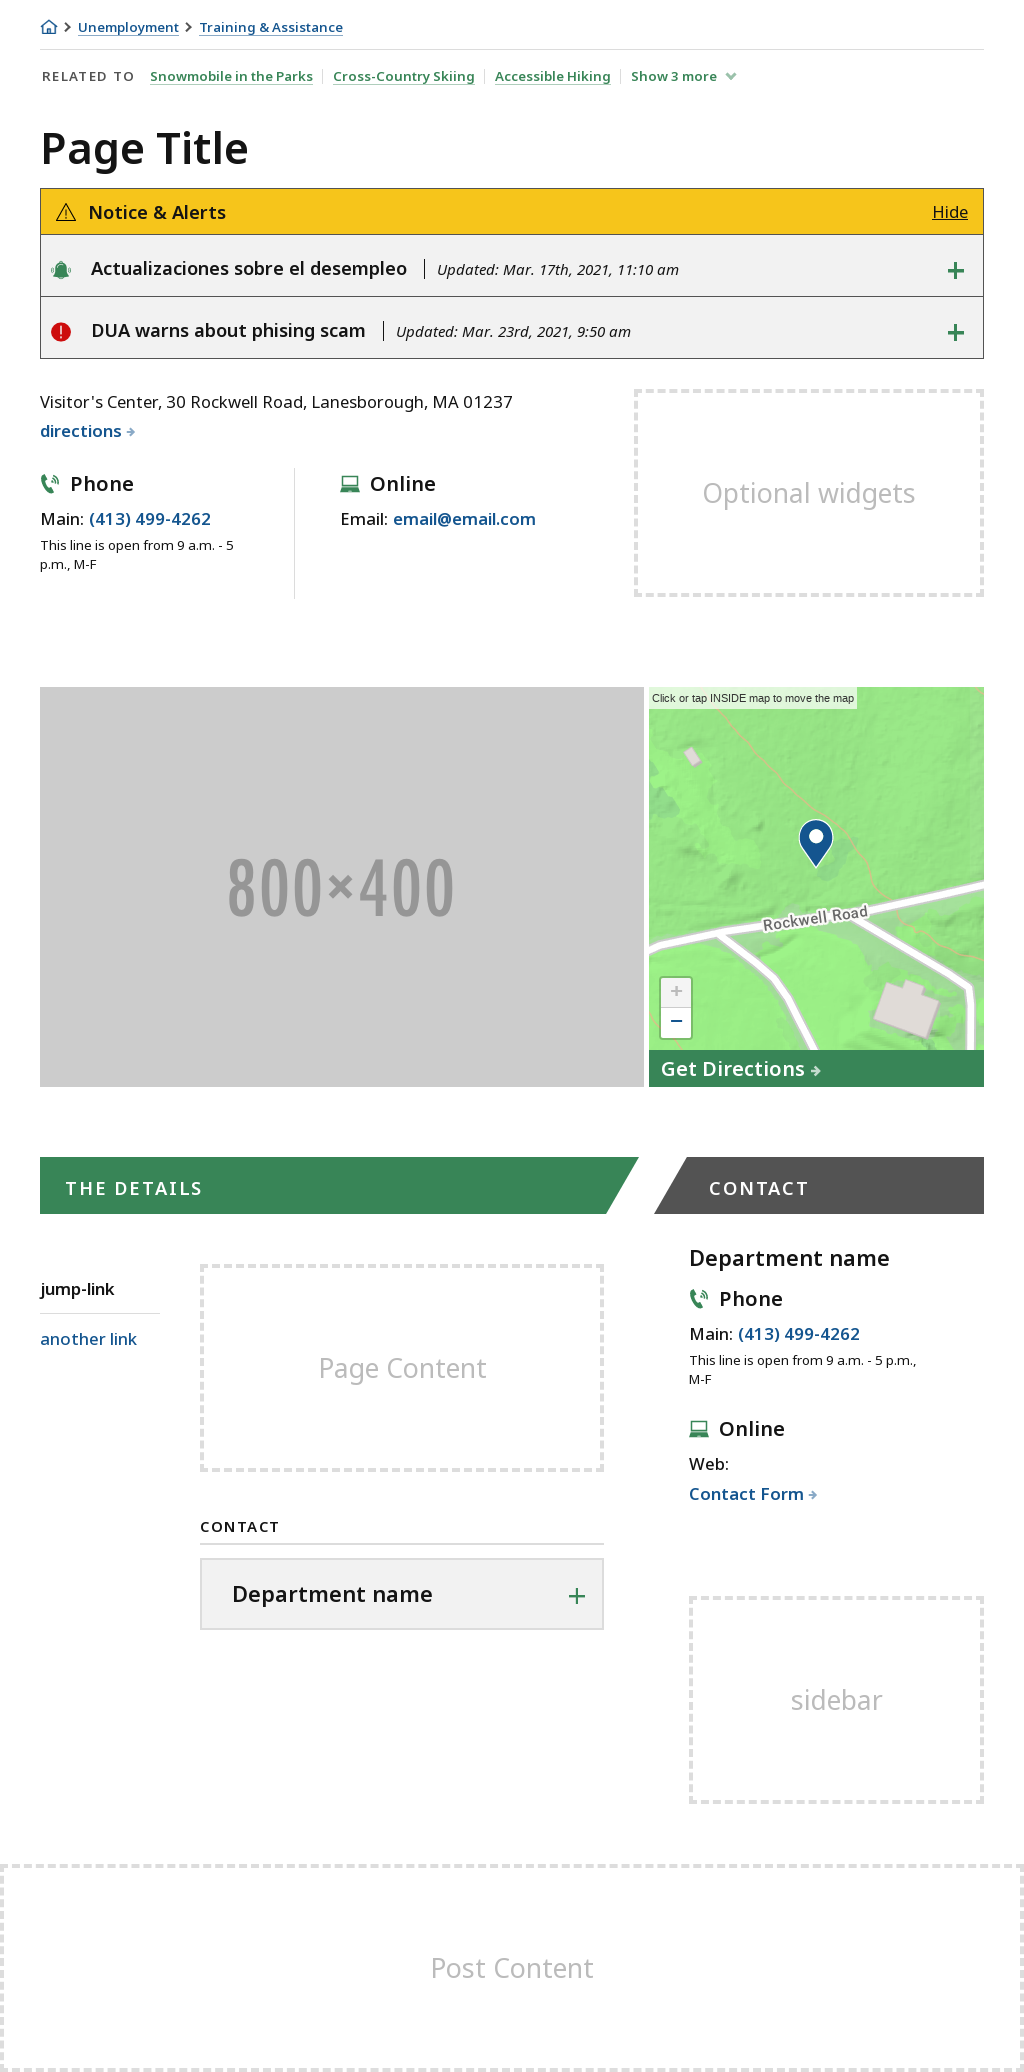 Unemployment Training & Assistance
RELATED TO Snowmobile in the Parks Cross-Country Skiing Accessible Hiking Show 3 more
Page Title
Notice & Alerts Hide
Actualizaciones sobre el desempleo Updated: Mar. 17th, 2021, 11:10 am
DUA warns about phising scam Updated: Mar. 23rd, 2021, 9:50 am
Visitor's Center, 30 Rockwell Road, Lanesborough, MA 01237
directions
Phone
Main: (413) 499-4262
This line is open from 9 a.m. - 5
p.m., M-F
Online
Email: email@email.com
Optional widgets
800×400
Click or tap INSIDE map to move the map
Rockwell Road
+
−
Get Directions
THE DETAILS
jump-link
another link
Page Content
CONTACT
Department name
CONTACT
Department name
Phone
Main: (413) 499-4262
This line is open from 9 a.m. - 5 p.m.,
M-F
Online
Web:
Contact Form
sidebar
Post Content